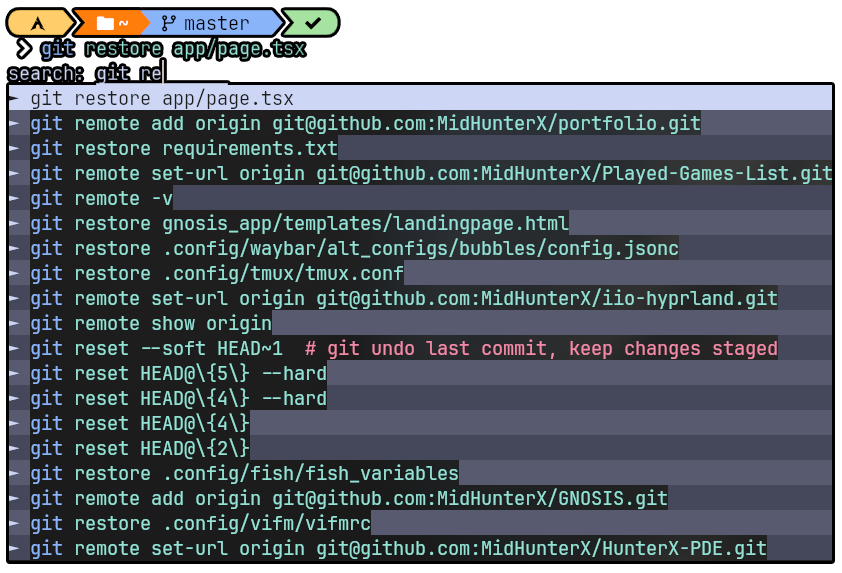 ~ master ✔
❯ git restore app/page.tsx
search: git re
► git restore app/page.tsx
► git remote add origin git@github.com:MidHunterX/portfolio.git
► git restore requirements.txt
► git remote set-url origin git@github.com:MidHunterX/Played-Games-List.git
► git remote -v
► git restore gnosis_app/templates/landingpage.html
► git restore .config/waybar/alt_configs/bubbles/config.jsonc
► git restore .config/tmux/tmux.conf
► git remote set-url origin git@github.com:MidHunterX/iio-hyprland.git
► git remote show origin
► git reset --soft HEAD~1  # git undo last commit, keep changes staged
► git reset HEAD@\{5\} --hard
► git reset HEAD@\{4\} --hard
► git reset HEAD@\{4\}
► git reset HEAD@\{2\}
► git restore .config/fish/fish_variables
► git remote add origin git@github.com:MidHunterX/GNOSIS.git
► git restore .config/vifm/vifmrc
► git remote set-url origin git@github.com:MidHunterX/HunterX-PDE.git